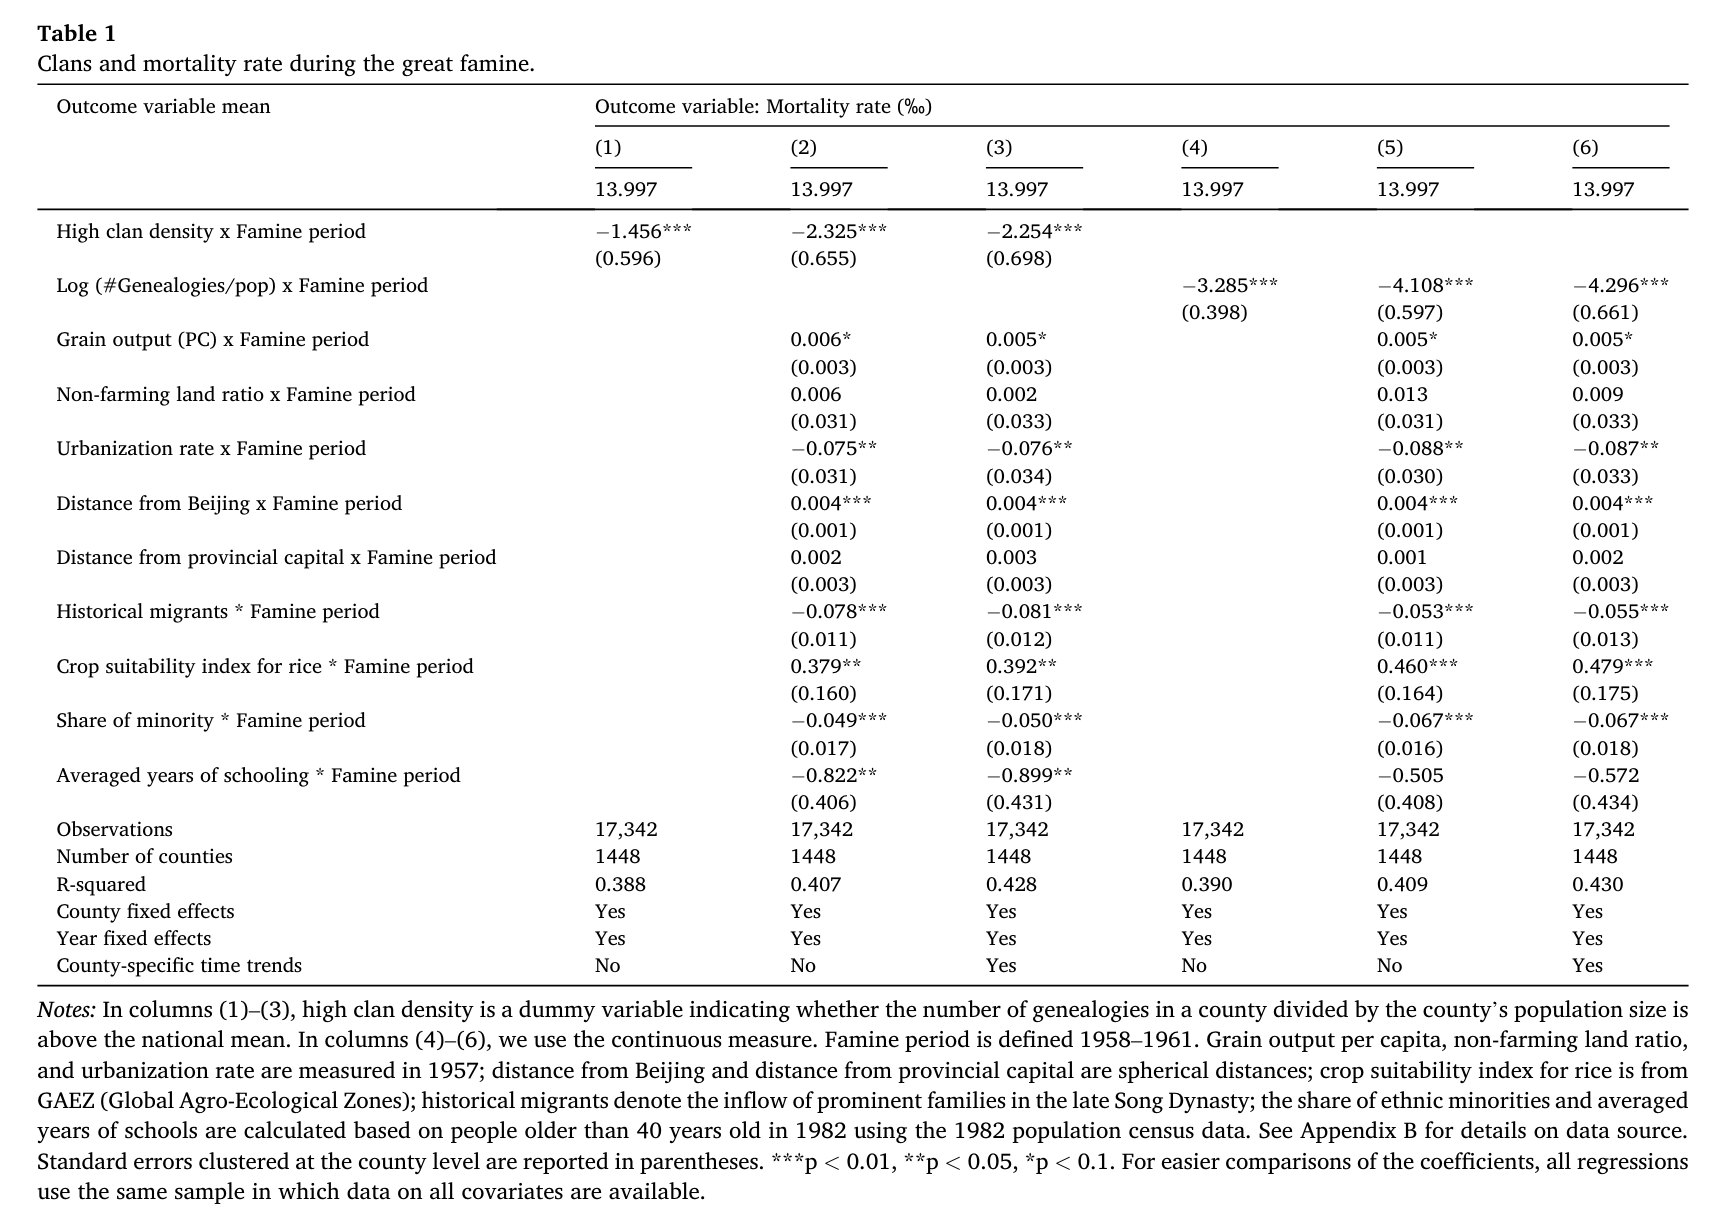 Table 1
Clans and mortality rate during the great famine.
Outcome variable mean Outcome variable: Mortality rate (‰)
(1) (2) (3) (4) (5) (6)
13.997 13.997 13.997 13.997 13.997 13.997
High clan density x Famine period −1.456*** −2.325*** −2.254***
(0.596) (0.655) (0.698)
Log (#Genealogies/pop) x Famine period −3.285*** −4.108*** −4.296***
(0.398) (0.597) (0.661)
Grain output (PC) x Famine period 0.006* 0.005* 0.005* 0.005*
(0.003) (0.003) (0.003) (0.003)
Non-farming land ratio x Famine period 0.006 0.002 0.013 0.009
(0.031) (0.033) (0.031) (0.033)
Urbanization rate x Famine period −0.075** −0.076** −0.088** −0.087**
(0.031) (0.034) (0.030) (0.033)
Distance from Beijing x Famine period 0.004*** 0.004*** 0.004*** 0.004***
(0.001) (0.001) (0.001) (0.001)
Distance from provincial capital x Famine period 0.002 0.003 0.001 0.002
(0.003) (0.003) (0.003) (0.003)
Historical migrants * Famine period −0.078*** −0.081*** −0.053*** −0.055***
(0.011) (0.012) (0.011) (0.013)
Crop suitability index for rice * Famine period 0.379** 0.392** 0.460*** 0.479***
(0.160) (0.171) (0.164) (0.175)
Share of minority * Famine period −0.049*** −0.050*** −0.067*** −0.067***
(0.017) (0.018) (0.016) (0.018)
Averaged years of schooling * Famine period −0.822** −0.899** −0.505 −0.572
(0.406) (0.431) (0.408) (0.434)
Observations 17,342 17,342 17,342 17,342 17,342 17,342
Number of counties 1448 1448 1448 1448 1448 1448
R-squared 0.388 0.407 0.428 0.390 0.409 0.430
County fixed effects Yes Yes Yes Yes Yes Yes
Year fixed effects Yes Yes Yes Yes Yes Yes
County-specific time trends No No Yes No No Yes
Notes: In columns (1)–(3), high clan density is a dummy variable indicating whether the number of genealogies in a county divided by the county’s population size is
above the national mean. In columns (4)–(6), we use the continuous measure. Famine period is defined 1958–1961. Grain output per capita, non-farming land ratio,
and urbanization rate are measured in 1957; distance from Beijing and distance from provincial capital are spherical distances; crop suitability index for rice is from
GAEZ (Global Agro-Ecological Zones); historical migrants denote the inflow of prominent families in the late Song Dynasty; the share of ethnic minorities and averaged
years of schools are calculated based on people older than 40 years old in 1982 using the 1982 population census data. See Appendix B for details on data source.
Standard errors clustered at the county level are reported in parentheses. ***p < 0.01, **p < 0.05, *p < 0.1. For easier comparisons of the coefficients, all regressions
use the same sample in which data on all covariates are available.